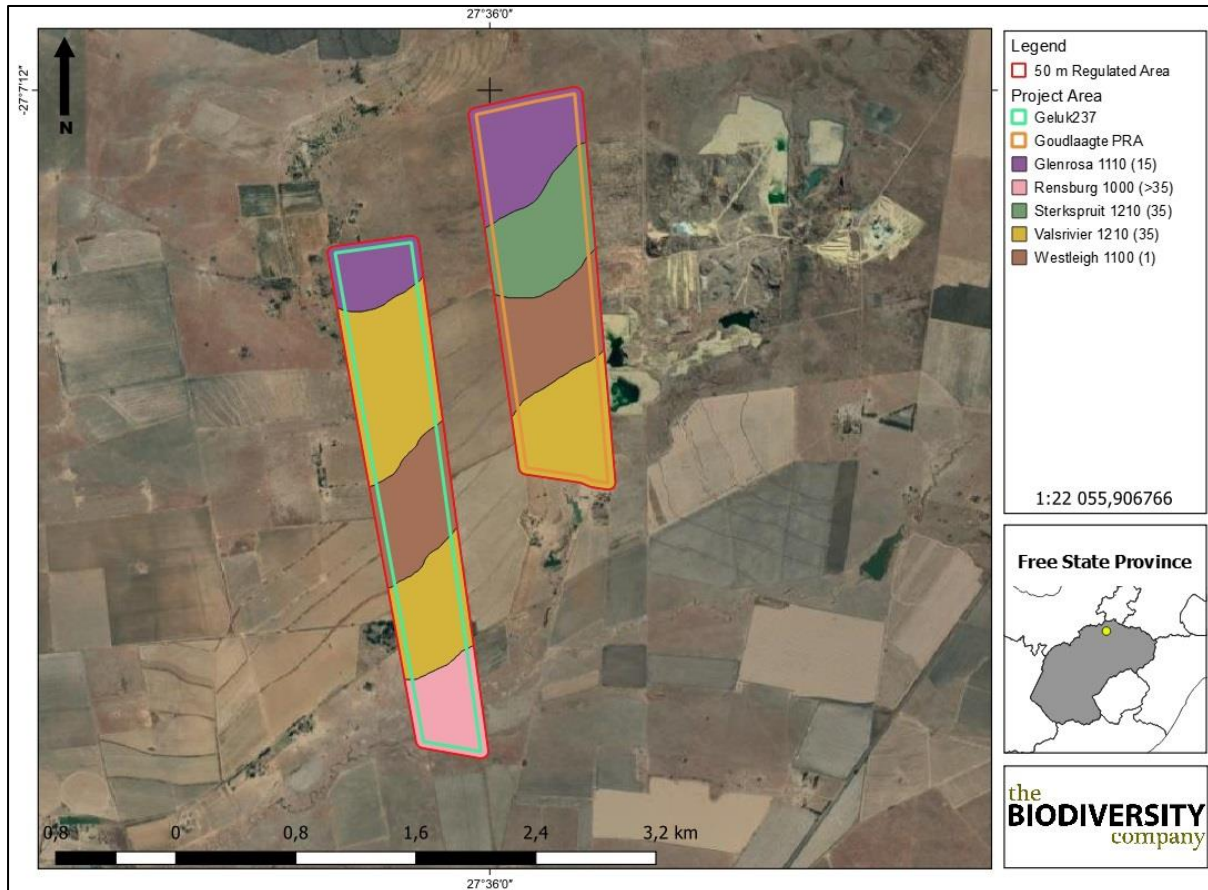 27°36'0"
-27°7'12"
N
Legend
50 m Regulated Area
Project Area
Geluk237
Goudlaagte PRA
Glenrosa 1110 (15)
Rensburg 1000 (>35)
Sterkspruit 1210 (35)
Valsrivier 1210 (35)
Westleigh 1100 (1)
1:22 055,906766
Free State Province
0,8 0 0,8 1,6 2,4 3,2 km
27°36'0"
the
BIODIVERSITY
company